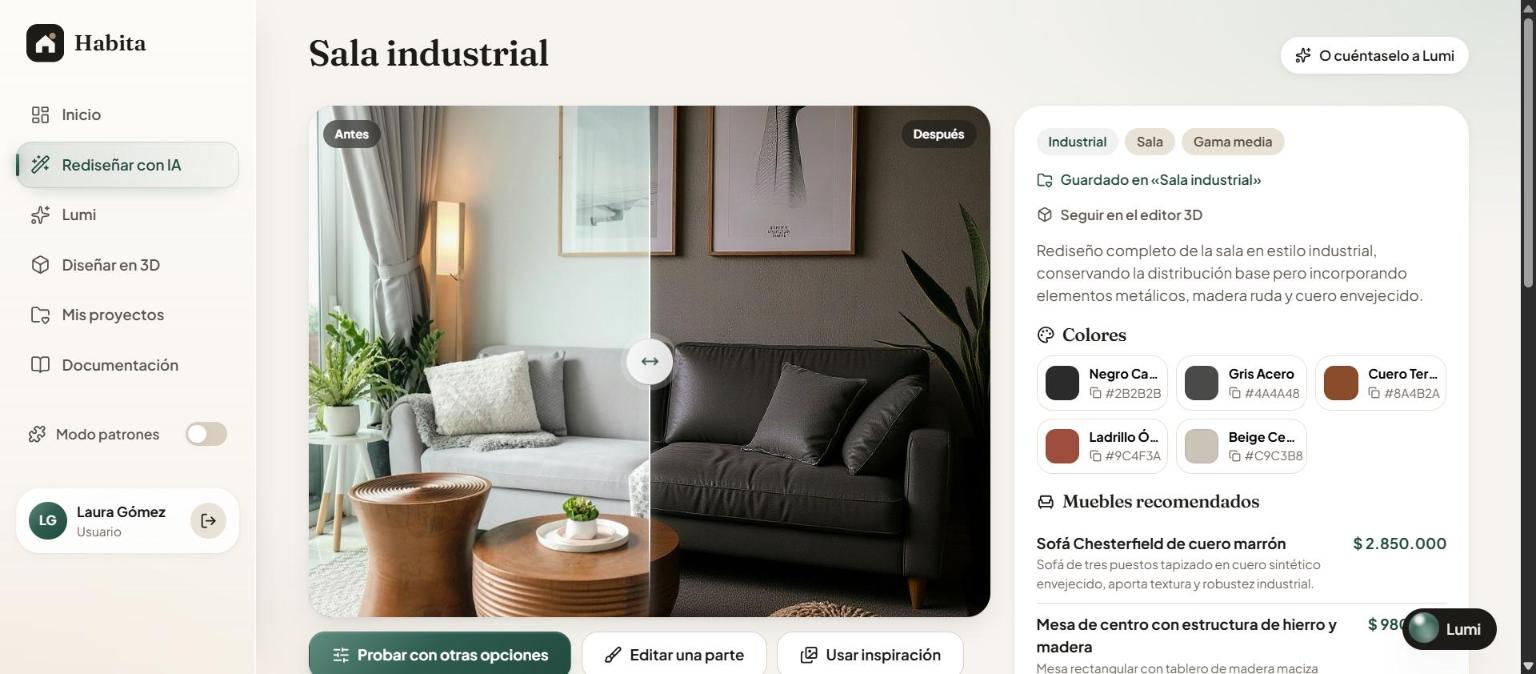 Habita
Inicio
Rediseñar con IA
Lumi
Diseñar en 3D
Mis proyectos
Documentación
Modo patrones
LG
Laura Gómez
Usuario
Sala industrial
O cuéntaselo a Lumi
Antes
Después
Probar con otras opciones
Editar una parte
Usar inspiración
Industrial
Sala
Gama media
Guardado en «Sala industrial»
Seguir en el editor 3D
Rediseño completo de la sala en estilo industrial,
conservando la distribución base pero incorporando
elementos metálicos, madera ruda y cuero envejecido.
Colores
Negro Ca...
#2B2B2B
Gris Acero
#4A4A48
Cuero Ter...
#8A4B2A
Ladrillo Ó...
#9C4F3A
Beige Ce...
#C9C3B8
Muebles recomendados
Sofá Chesterfield de cuero marrón
$ 2.850.000
Sofá de tres puestos tapizado en cuero sintético
envejecido, aporta textura y robustez industrial.
Mesa de centro con estructura de hierro y
madera
$ 980
Mesa rectangular con tablero de madera maciza
Lumi